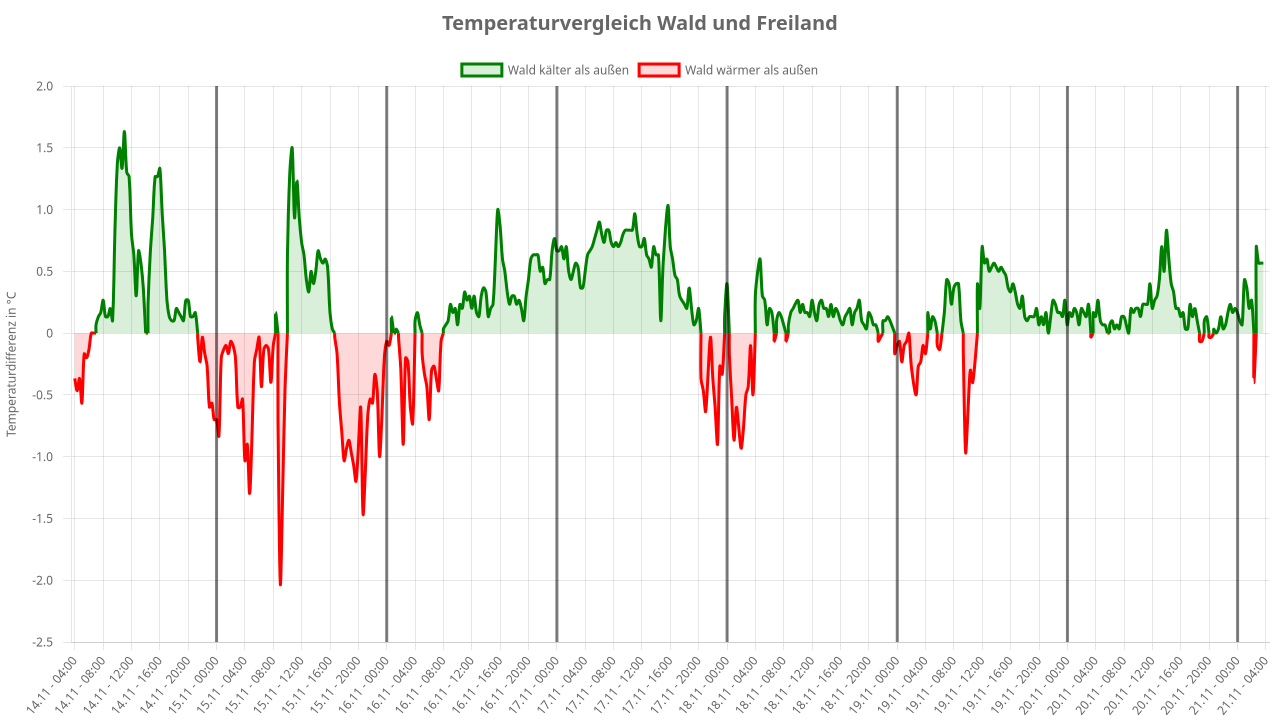 Temperaturvergleich Wald und Freiland
Wald kälter als außen
Wald wärmer als außen
Temperaturdifferenz in °C
2.0
1.5
1.0
0.5
0
-0.5
-1.0
-1.5
-2.0
-2.5
14.11 - 04:00
14.11 - 08:00
14.11 - 12:00
14.11 - 16:00
14.11 - 20:00
15.11 - 00:00
15.11 - 04:00
15.11 - 08:00
15.11 - 12:00
15.11 - 16:00
15.11 - 20:00
16.11 - 00:00
16.11 - 04:00
16.11 - 08:00
16.11 - 12:00
16.11 - 16:00
16.11 - 20:00
17.11 - 00:00
17.11 - 04:00
17.11 - 08:00
17.11 - 12:00
17.11 - 16:00
17.11 - 20:00
18.11 - 00:00
18.11 - 04:00
18.11 - 08:00
18.11 - 12:00
18.11 - 16:00
18.11 - 20:00
19.11 - 00:00
19.11 - 04:00
19.11 - 08:00
19.11 - 12:00
19.11 - 16:00
19.11 - 20:00
20.11 - 00:00
20.11 - 04:00
20.11 - 08:00
20.11 - 12:00
20.11 - 16:00
20.11 - 20:00
21.11 - 00:00
21.11 - 04:00